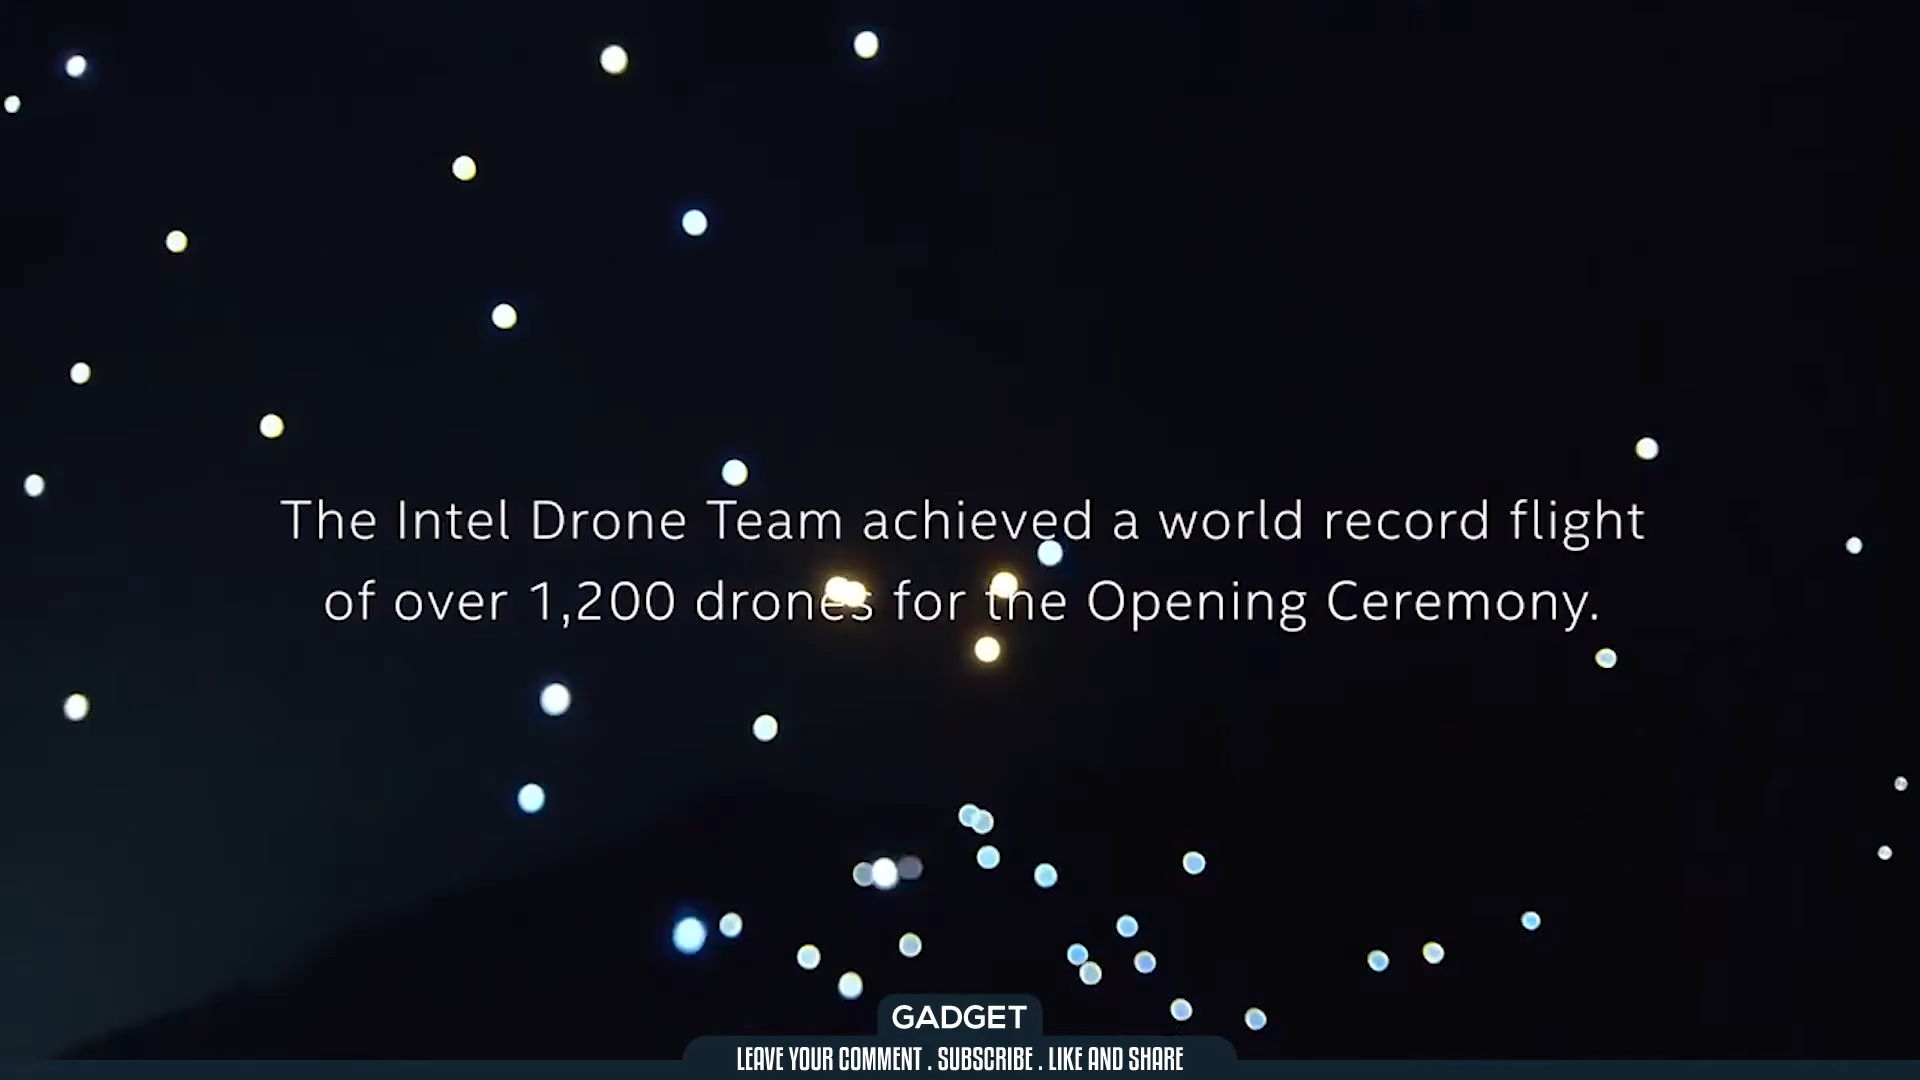 The Intel Drone Team achieved a world record flight
of over 1,200 drones for the Opening Ceremony.
GADGET
LEAVE YOUR COMMENT . SUBSCRIBE . LIKE AND SHARE